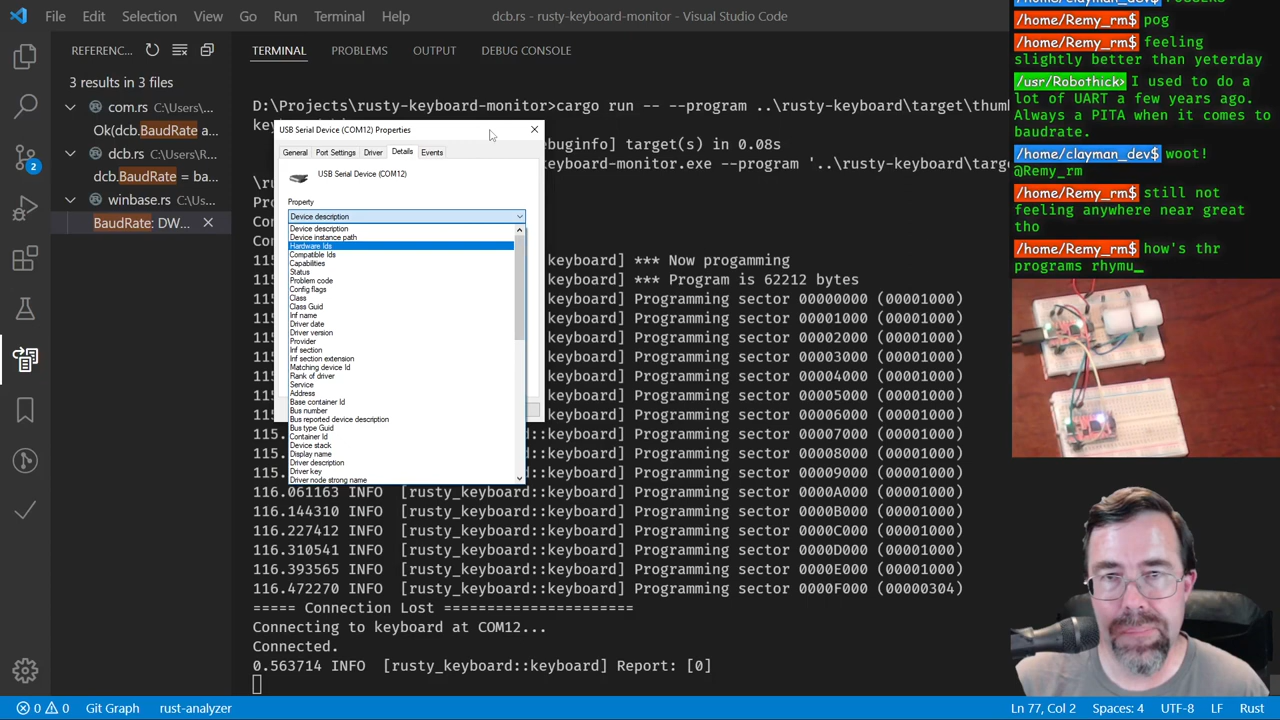 File Edit Selection View Go Run Terminal Help
dcb.rs - rusty-keyboard-monitor - Visual Studio Code
REFERENC...
3 results in 3 files
com.rs C:\Users\...
Ok(dcb.BaudRate a...
dcb.rs C:\Users\R...
dcb.BaudRate = ba...
winbase.rs C:\Users\...
BaudRate: DW...
2
TERMINAL PROBLEMS OUTPUT DEBUG CONSOLE
D:\Projects\rusty-keyboard-monitor>cargo run -- --program ..\rusty-keyboard\target\thum
USB Serial Device (COM12) Properties
General Port Settings Driver Details Events
USB Serial Device (COM12)
Property
Device description
Device description
Device instance path
Hardware Ids
Compatible Ids
Capabilities
Status
Problem code
Config flags
Class
Class Guid
Inf name
Driver date
Driver version
Provider
Inf section
Inf section extension
Matching device Id
Rank of driver
Service
Address
Base container Id
Bus number
Bus reported device description
Bus type Guid
Container Id
Device stack
Display name
Driver description
Driver key
Driver node strong name
ebuginfo] target(s) in 0.08s
keyboard-monitor.exe --program '..\rusty-keyboard\target
keyboard] *** Now progamming
keyboard] *** Program is 62212 bytes
keyboard] Programming sector 00000000 (00001000)
keyboard] Programming sector 00001000 (00001000)
keyboard] Programming sector 00002000 (00001000)
keyboard] Programming sector 00003000 (00001000)
keyboard] Programming sector 00004000 (00001000)
keyboard] Programming sector 00005000 (00001000)
keyboard] Programming sector 00006000 (00001000)
keyboard] Programming sector 00007000 (00001000)
keyboard] Programming sector 00008000 (00001000)
keyboard] Programming sector 00009000 (00001000)
116.061163 INFO [rusty_keyboard::keyboard] Programming sector 0000A000 (00001000)
116.144310 INFO [rusty_keyboard::keyboard] Programming sector 0000B000 (00001000)
116.227412 INFO [rusty_keyboard::keyboard] Programming sector 0000C000 (00001000)
116.310541 INFO [rusty_keyboard::keyboard] Programming sector 0000D000 (00001000)
116.393565 INFO [rusty_keyboard::keyboard] Programming sector 0000E000 (00001000)
116.472270 INFO [rusty_keyboard::keyboard] Programming sector 0000F000 (00000304)
===== Connection Lost ======================
Connecting to keyboard at COM12...
Connected.
0.563714 INFO [rusty_keyboard::keyboard] Report: [0]
/home/Remy_rm$ pog
/home/Remy_rm$ feeling
slightly better than yeterday
/usr/Robothick> I used to do a
lot of UART a few years ago.
Always a PITA when it comes to
baudrate.
/home/clayman_dev$ woot!
@Remy_rm
/home/Remy_rm$ still not
feeling anywhere near great
tho
/home/Remy_rm$ how's thr
programs rhymu_
0 0 Git Graph rust-analyzer
Ln 77, Col 2 Spaces: 4 UTF-8 LF Rust